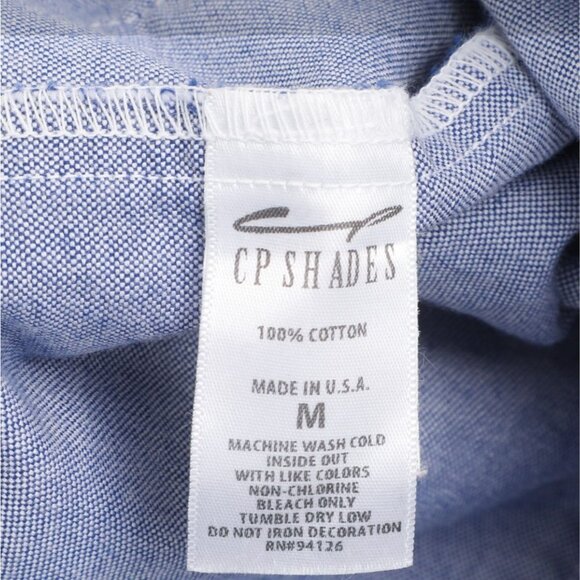 CP SHADES
100% COTTON
MADE IN U.S.A.
M
MACHINE WASH COLD
INSIDE OUT
WITH LIKE COLORS
NON-CHLORINE
BLEACH ONLY
TUMBLE DRY LOW
DO NOT IRON DECORATION
RN#94126